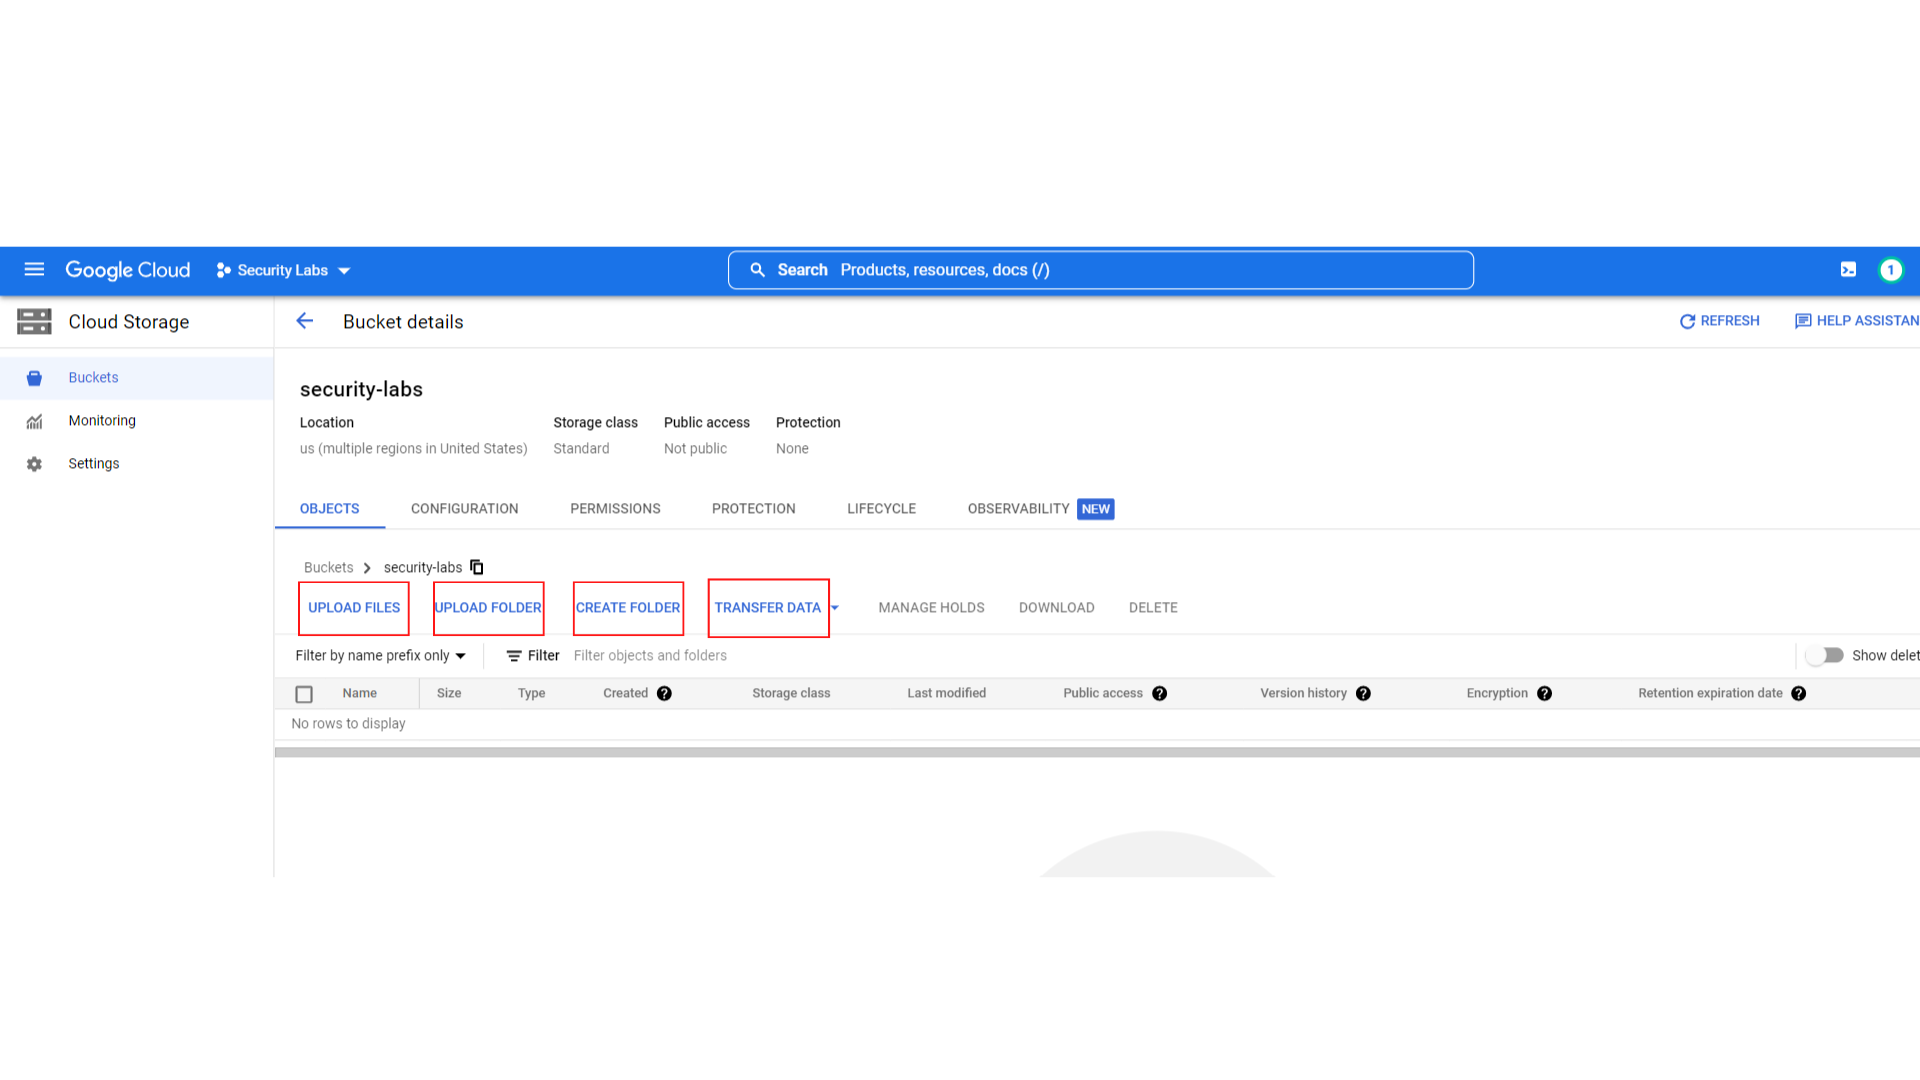 Google Cloud Security Labs Search Products, resources, docs (/) 1
Cloud Storage Bucket details REFRESH HELP ASSISTAN
Buckets
Monitoring
Settings
security-labs
Location Storage class Public access Protection
us (multiple regions in United States) Standard Not public None
OBJECTS CONFIGURATION PERMISSIONS PROTECTION LIFECYCLE OBSERVABILITY NEW
Buckets > security-labs
UPLOAD FILES UPLOAD FOLDER CREATE FOLDER TRANSFER DATA MANAGE HOLDS DOWNLOAD DELETE
Filter by name prefix only Filter Filter objects and folders Show delet
Name Size Type Created ? Storage class Last modified Public access ? Version history ? Encryption ? Retention expiration date ?
No rows to display